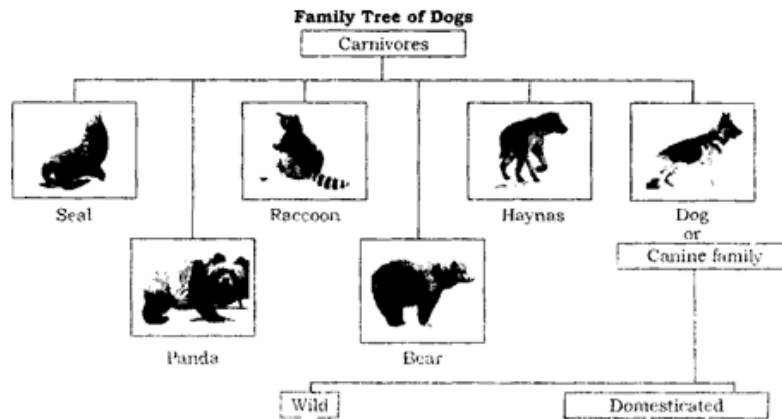 Family Tree of Dogs
Carnivores
Seal
Raccoon
Haynas
Dog
or
Canine family
Panda
Bear
Wild
Domesticated